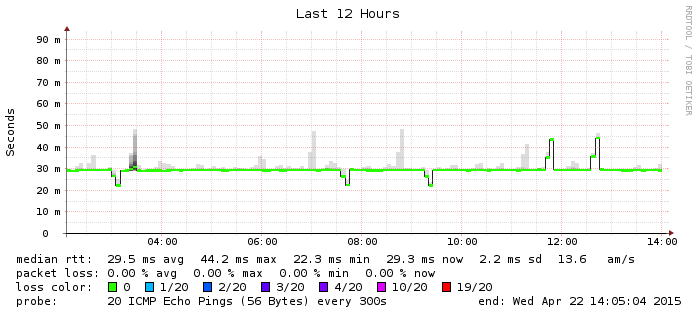 Last 12 Hours
RRDTOOL / TOBI OETIKER
Seconds
90 m
80 m
70 m
60 m
50 m
40 m
30 m
20 m
10 m
0
04:00 06:00 08:00 10:00 12:00 14:00
median rtt: 29.5 ms avg 44.2 ms max 22.3 ms min 29.3 ms now 2.2 ms sd 13.6 am/s
packet loss: 0.00 % avg 0.00 % max 0.00 % min 0.00 % now
loss color: 0 1/20 2/20 3/20 4/20 10/20 19/20
probe: 20 ICMP Echo Pings (56 Bytes) every 300s end: Wed Apr 22 14:05:04 2015